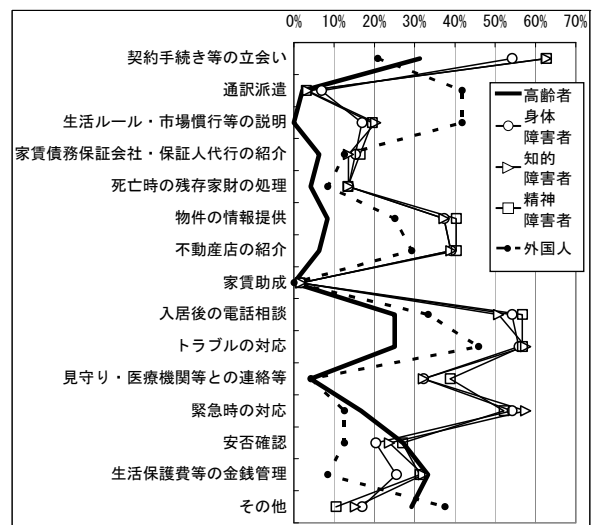 0% 10% 20% 30% 40% 50% 60% 70%
契約手続き等の立会い
通訳派遣
生活ルール・市場慣行等の説明
家賃債務保証会社・保証人代行の紹介
死亡時の残存家財の処理
物件の情報提供
不動産店の紹介
家賃助成
入居後の電話相談
トラブルの対応
見守り・医療機関等との連絡等
緊急時の対応
安否確認
生活保護費等の金銭管理
その他
高齢者
身体
障害者
知的
障害者
精神
障害者
外国人